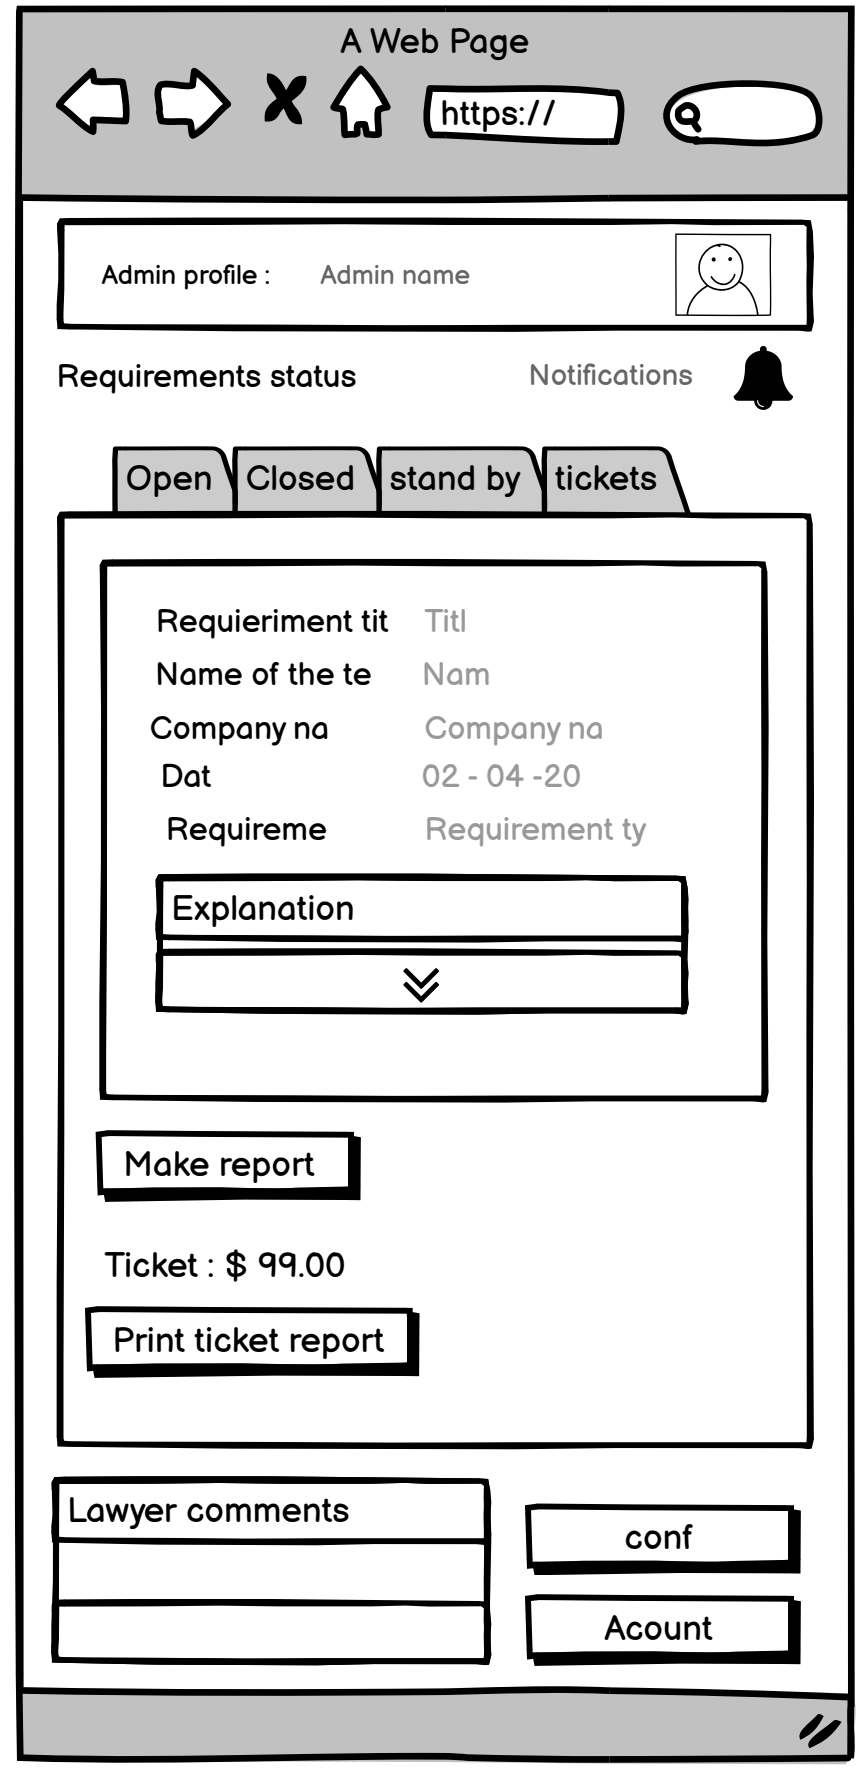 A Web Page
https://
Admin profile : Admin name
Requirements status Notifications
Open Closed stand by tickets
Requieriment tit Titl
Name of the te Nam
Company na Company na
Dat 02 - 04 -20
Requireme Requirement ty
Explanation
Make report
Ticket : $ 99.00
Print ticket report
Lawyer comments
conf
Acount